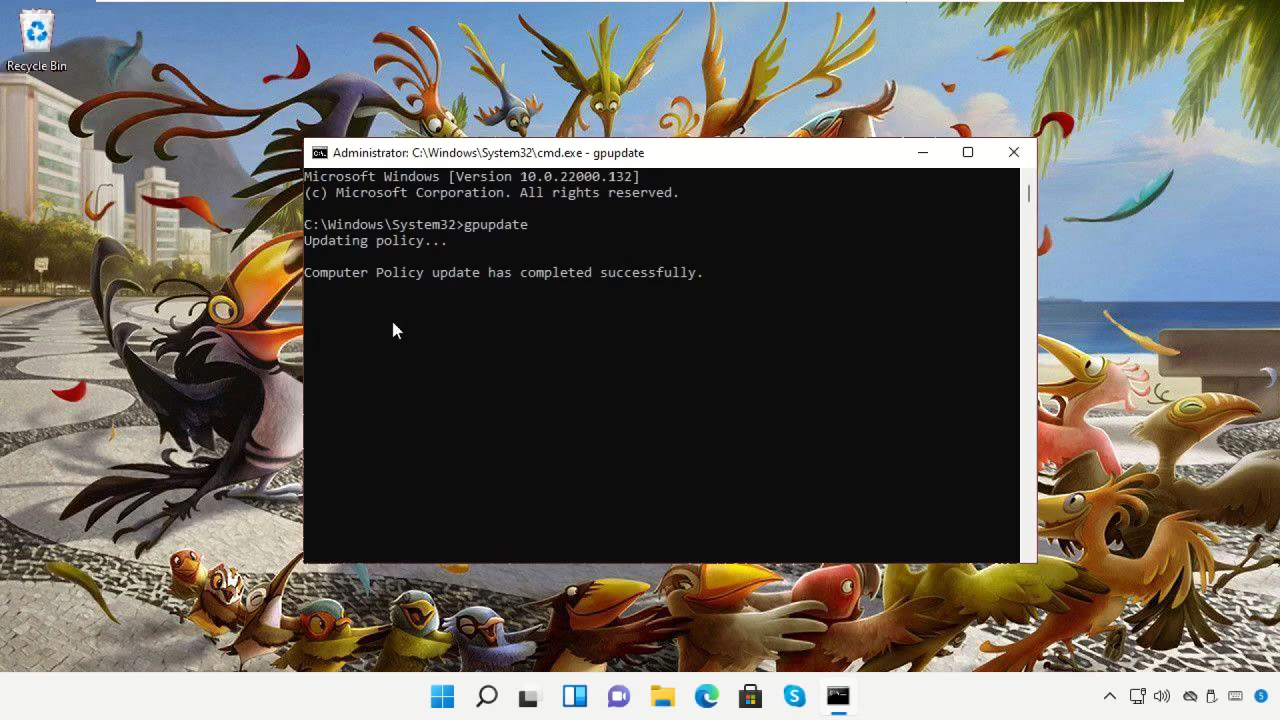 Recycle Bin
Administrator: C:\Windows\System32\cmd.exe - gpupdate
Microsoft Windows [Version 10.0.22000.132]
(c) Microsoft Corporation. All rights reserved.
C:\Windows\System32>gpupdate
Updating policy...
Computer Policy update has completed successfully.
5